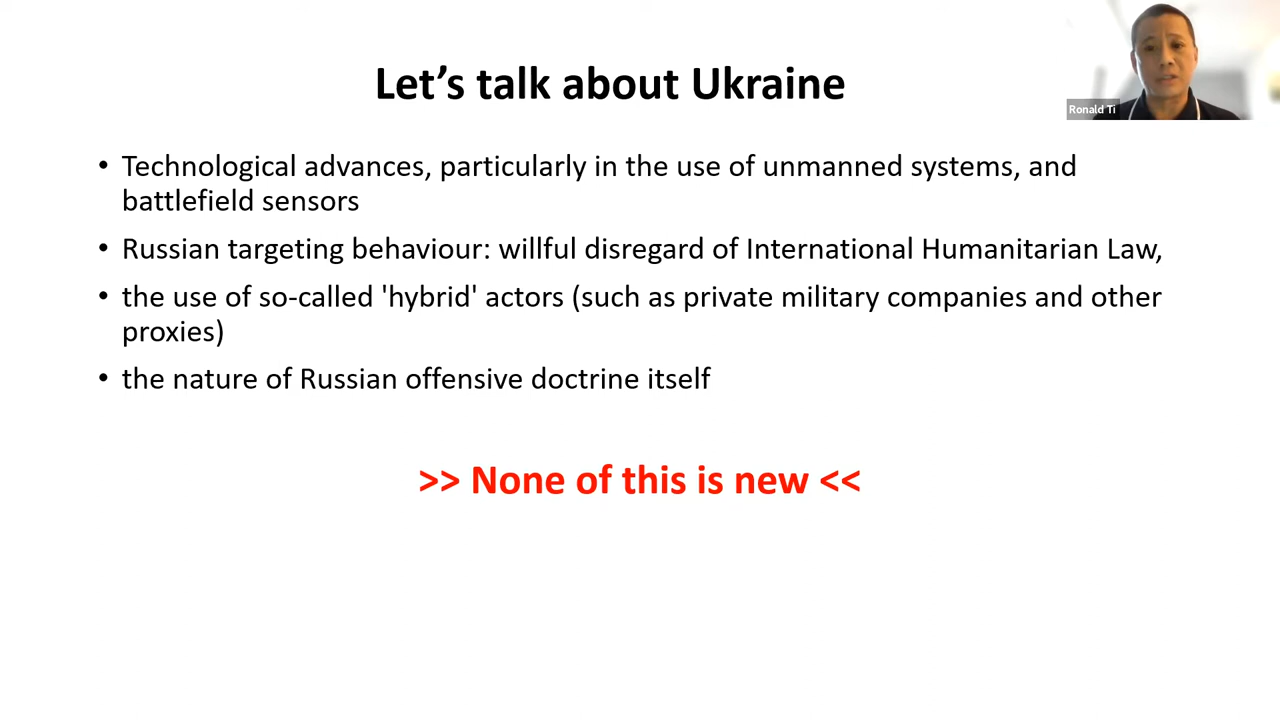 Let’s talk about Ukraine
Ronald Ti
• Technological advances, particularly in the use of unmanned systems, and
battlefield sensors
• Russian targeting behaviour: willful disregard of International Humanitarian Law,
• the use of so-called 'hybrid' actors (such as private military companies and other
proxies)
• the nature of Russian offensive doctrine itself
>> None of this is new <<